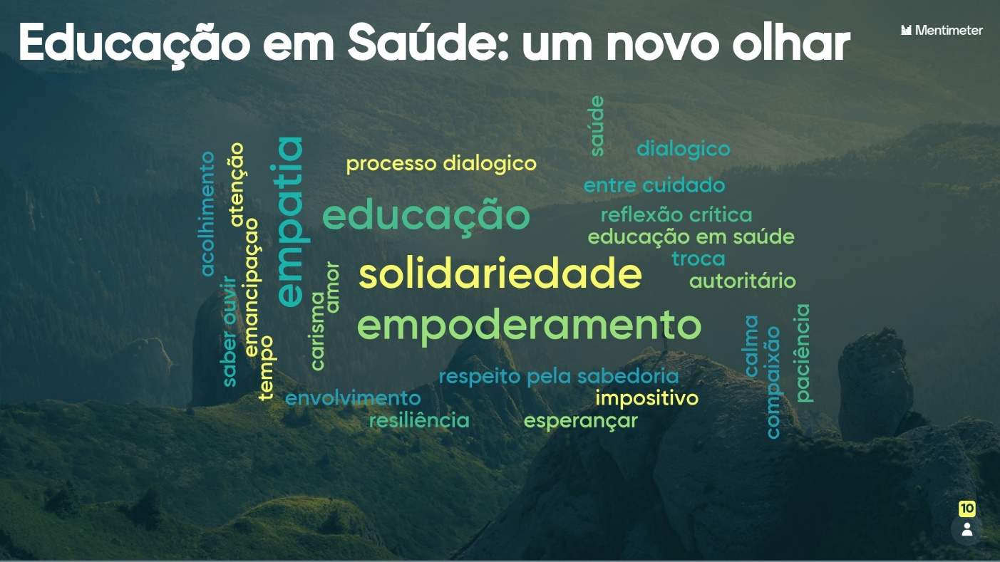 Educação em Saúde: um novo olhar
Mentimeter
saúde
dialogico
processo dialogico
entre cuidado
acolhimento
atenção
empatia
educação
reflexão crítica
educação em saúde
emancipaçao
solidariedade
troca
amor
autoritário
saber ouvir
carisma
empoderamento
calma
compaixão
paciência
tempo
respeito pela sabedoria
envolvimento
impositivo
resiliência
esperançar
10